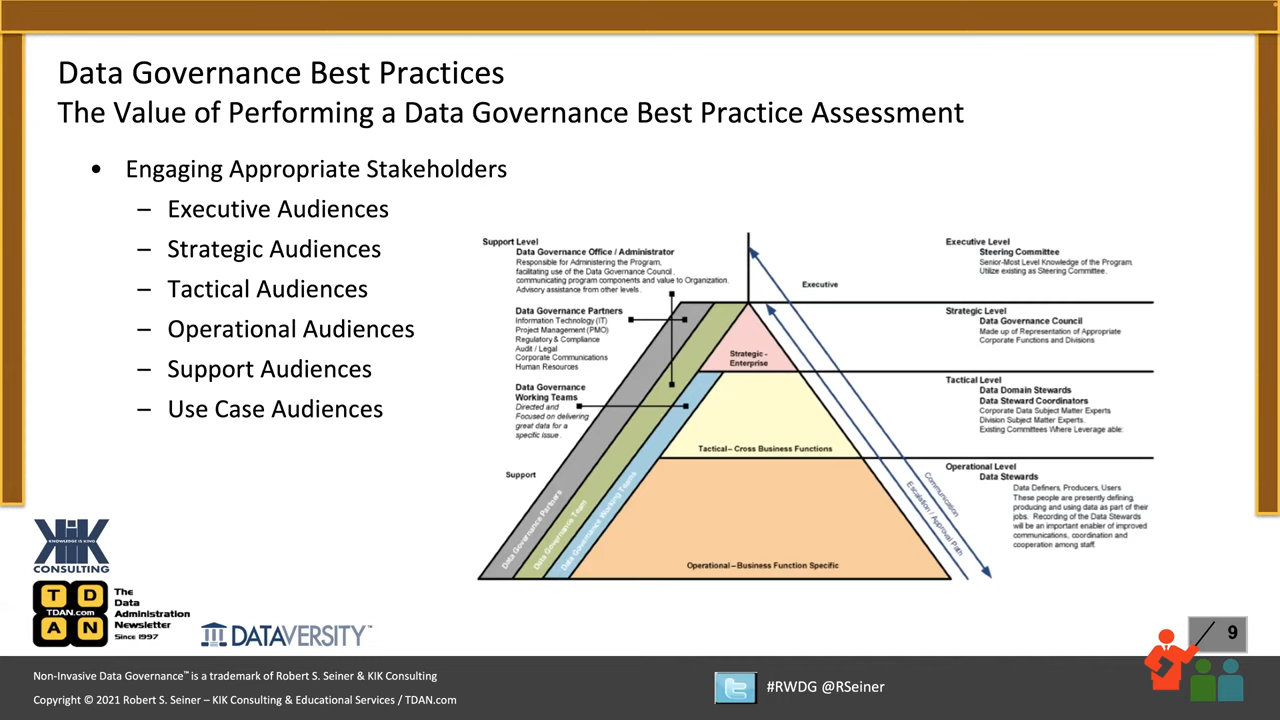 Data Governance Best Practices
The Value of Performing a Data Governance Best Practice Assessment
• Engaging Appropriate Stakeholders
– Executive Audiences
– Strategic Audiences
– Tactical Audiences
– Operational Audiences
– Support Audiences
– Use Case Audiences
Support Level
Data Governance Office / Administrator
Responsible for Administering the Program,
facilitating use of the Data Governance Council,
communicating program components and value to Organization.
Advisory assistance from other levels.
Data Governance Partners
Information Technology (IT)
Project Management (PMO)
Regulatory & Compliance
Audit / Legal
Corporate Communications
Human Resources
Data Governance
Working Teams
Directed and
Focused on delivering
great data for a
specific issue.
Support
Data Governance Partners
Data Governance Team
Data Governance Working Teams
Executive
Strategic -
Enterprise
Tactical – Cross Business Functions
Operational – Business Function Specific
Communication
Escalation / Approval Path
Executive Level
Steering Committee
Senior-Most Level Knowledge of the Program.
Utilize existing as Steering Committee.
Strategic Level
Data Governance Council
Made up of Representation of Appropriate
Corporate Functions and Divisions
Tactical Level
Data Domain Stewards
Data Steward Coordinators
Corporate Data Subject Matter Experts
Division Subject Matter Experts.
Existing Committees Where Leverage able:
Operational Level
Data Stewards
Data Definers, Producers, Users
These people are presently defining,
producing and using data as part of their
jobs. Recording of the Data Stewards
will be an important enabler of improved
communications, coordination and
cooperation among staff.
KIK
KNOWLEDGE IS KING
CONSULTING
T D
TDAN.com
A N
The
Data
Administration
Newsletter
Since 1997
DATAVERSITY™
9
Non-Invasive Data Governance™ is a trademark of Robert S. Seiner & KIK Consulting
Copyright © 2021 Robert S. Seiner – KIK Consulting & Educational Services / TDAN.com
#RWDG @RSeiner